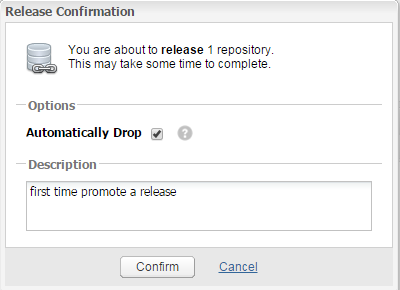 Release Confirmation
You are about to release 1 repository.
This may take some time to complete.
Options
Automatically Drop
?
Description
first time promote a release
Confirm
Cancel